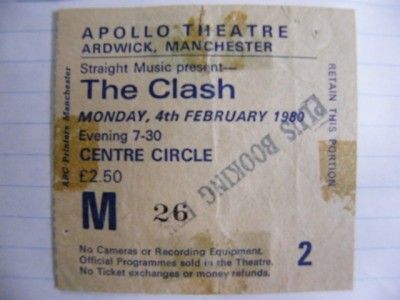 APOLLO THEATRE
ARDWICK, MANCHESTER
Straight Music present—
The Clash
MONDAY, 4th FEBRUARY 1980
Evening 7-30
CENTRE CIRCLE
£2.50
M 26
2
No Cameras or Recording Equipment.
Official Programmes sold in the Theatre.
No Ticket exchanges or money refunds.
RETAIN THIS PORTION
ABC Printers Manchester
PLUS BOOKING